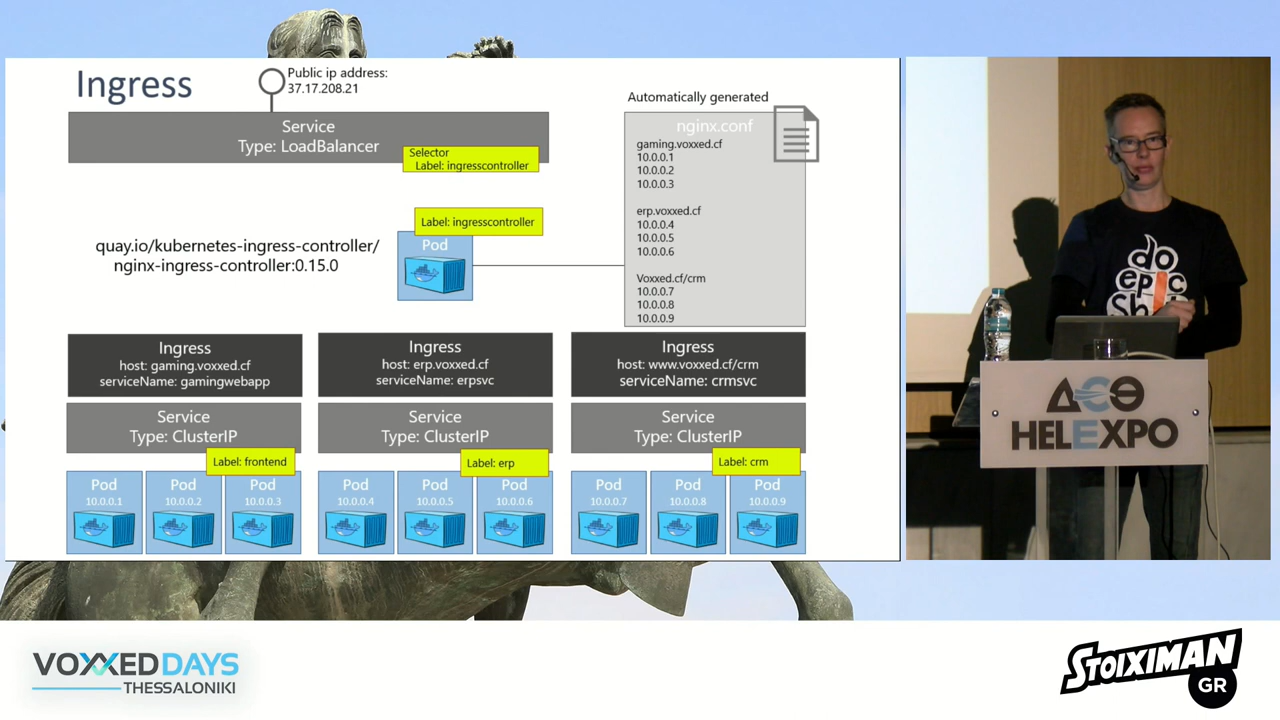 Ingress
Public ip address:
37.17.208.21
Service
Type: LoadBalancer
Selector
Label: ingresscontroller
Automatically generated
nginx.conf
gaming.voxxed.cf
10.0.0.1
10.0.0.2
10.0.0.3
erp.voxxed.cf
10.0.0.4
10.0.0.5
10.0.0.6
Voxxed.cf/crm
10.0.0.7
10.0.0.8
10.0.0.9
Label: ingresscontroller
Pod
quay.io/kubernetes-ingress-controller/
nginx-ingress-controller:0.15.0
Ingress
host: gaming.voxxed.cf
serviceName: gamingwebapp
Ingress
host: erp.voxxed.cf
serviceName: erpsvc
Ingress
host: www.voxxed.cf/crm
serviceName: crmsvc
Service
Type: ClusterIP
Label: frontend
Service
Type: ClusterIP
Label: erp
Service
Type: ClusterIP
Label: crm
Pod
10.0.0.1
Pod
10.0.0.2
Pod
10.0.0.3
Pod
10.0.0.4
Pod
10.0.0.5
Pod
10.0.0.6
Pod
10.0.0.7
Pod
10.0.0.8
Pod
10.0.0.9
do
epic
ΔΕΘ
HELEXPO
VOXXED DAYS
THESSALONIKI
STOIXIMAN
GR